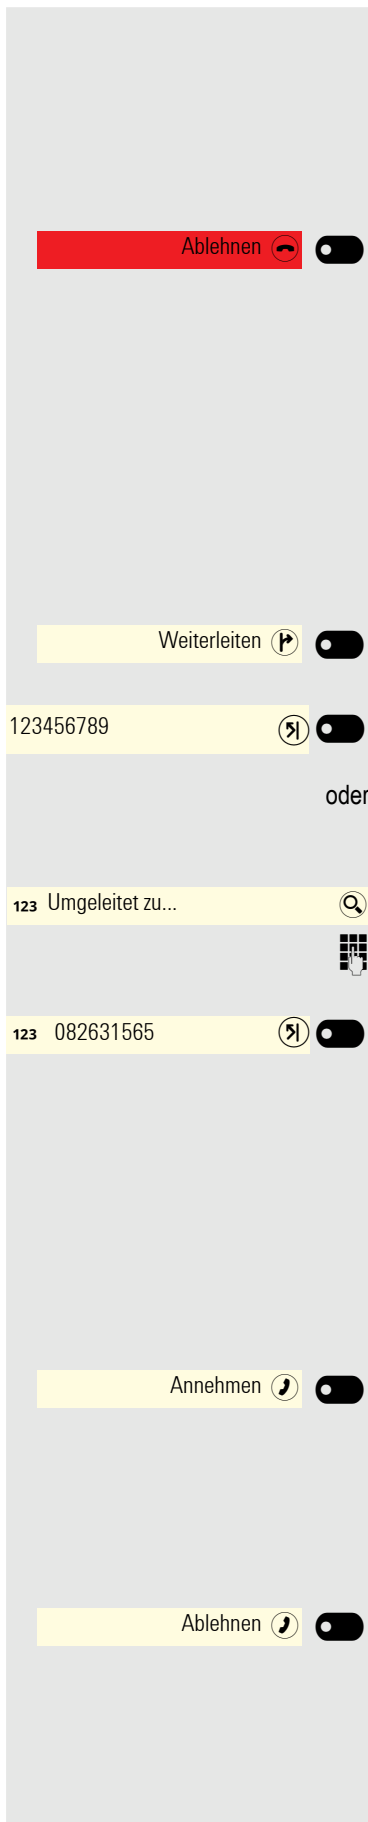 Ablehnen
Weiterleiten
123456789
oder
123 Umgeleitet zu...
123 082631565
Annehmen
Ablehnen